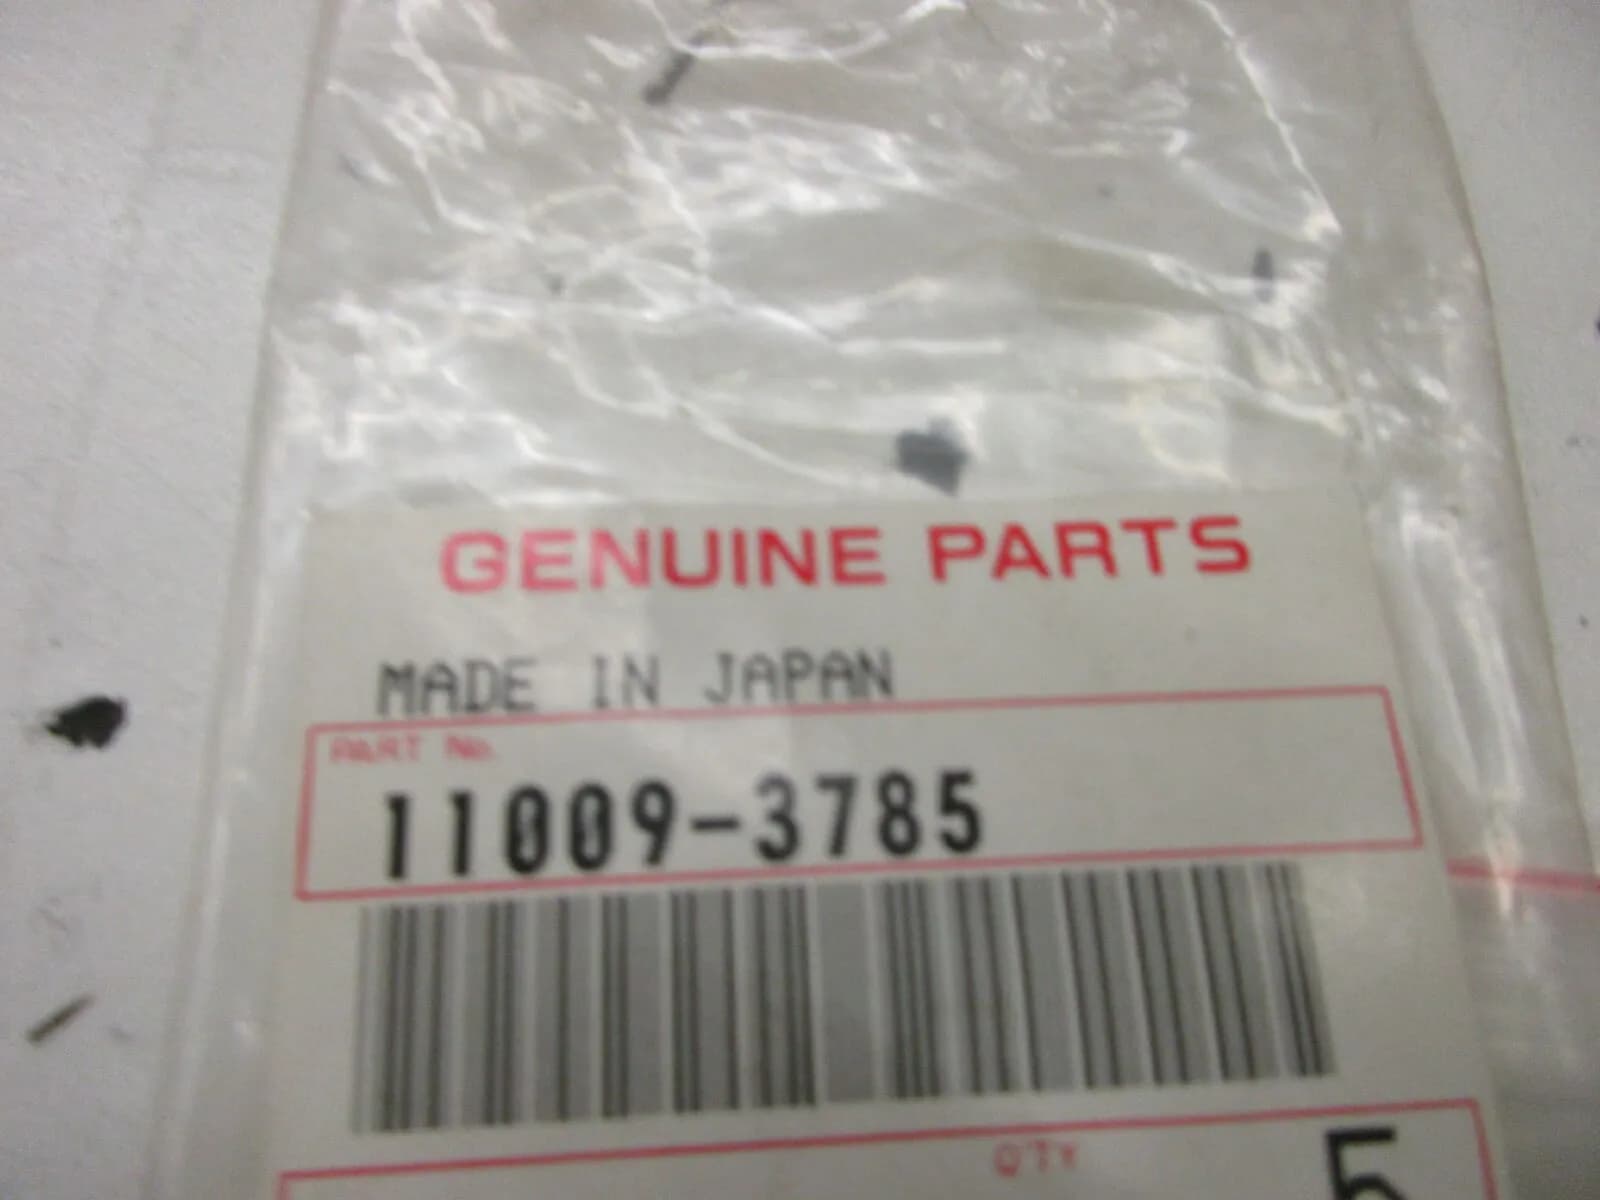 GENUINE PARTS
MADE IN JAPAN
PART No.
11009-3785
QTY
5